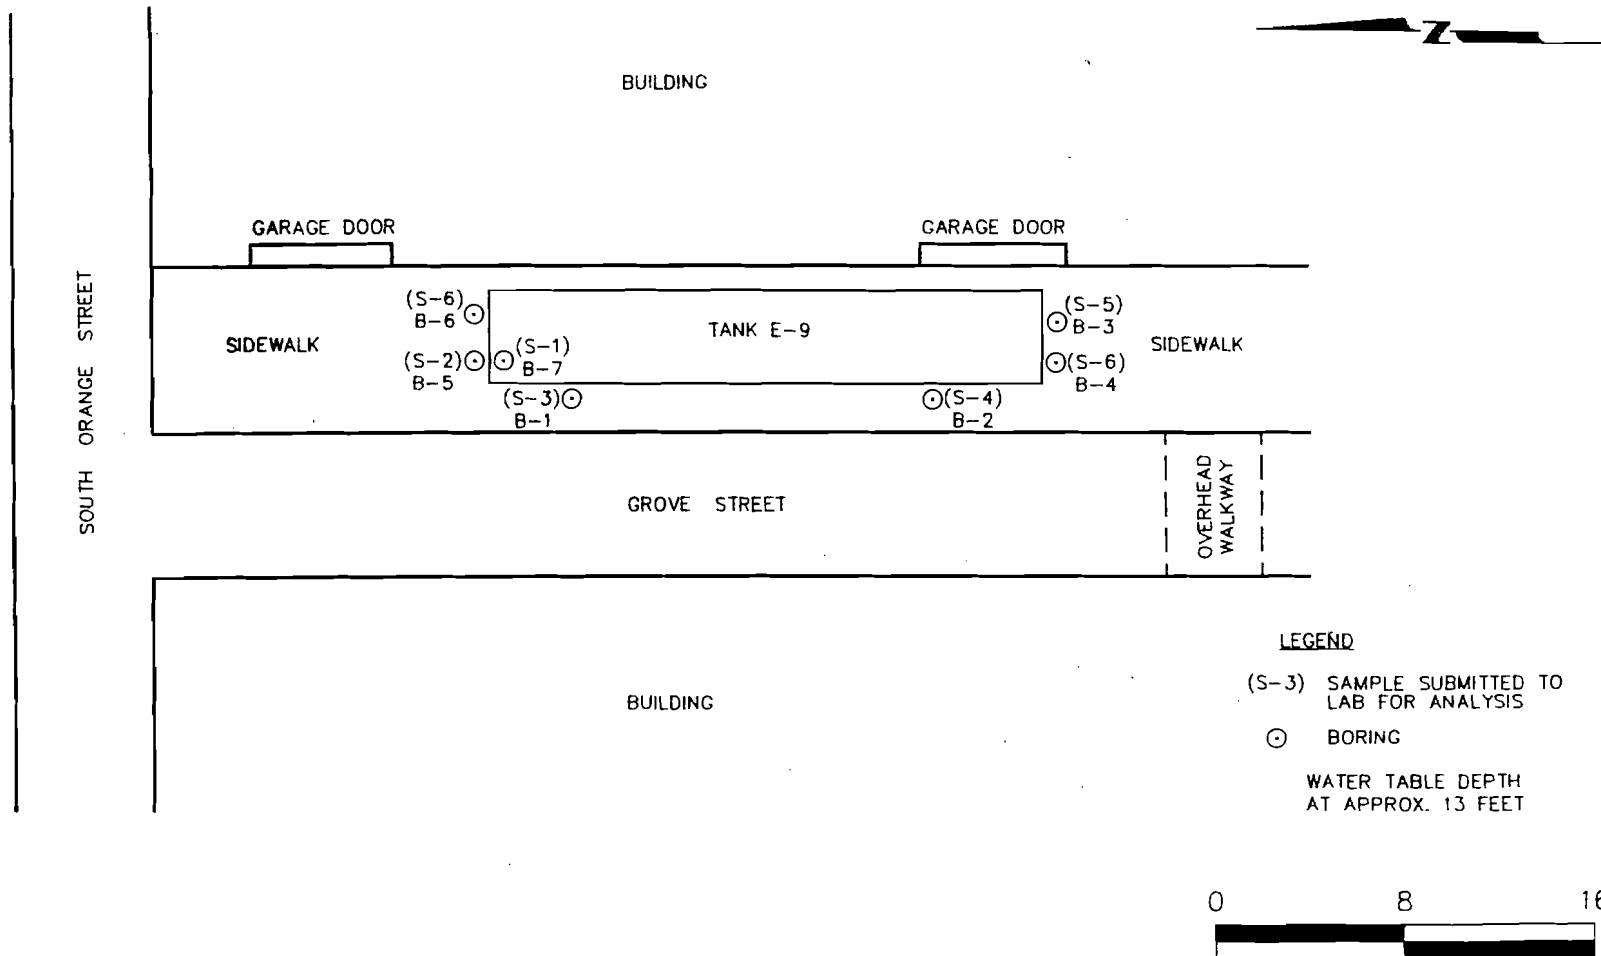 Z
BUILDING
GARAGE DOOR
GARAGE DOOR
SOUTH ORANGE STREET
SIDEWALK
(S-6)
B-6
(S-2)
B-5
(S-1)
B-7
TANK E-9
(S-5)
B-3
(S-6)
B-4
SIDEWALK
(S-3)
B-1
(S-4)
B-2
GROVE STREET
OVERHEAD
WALKWAY
BUILDING
LEGEND
(S-3) SAMPLE SUBMITTED TO
LAB FOR ANALYSIS
BORING
WATER TABLE DEPTH
AT APPROX. 13 FEET
0 8 16